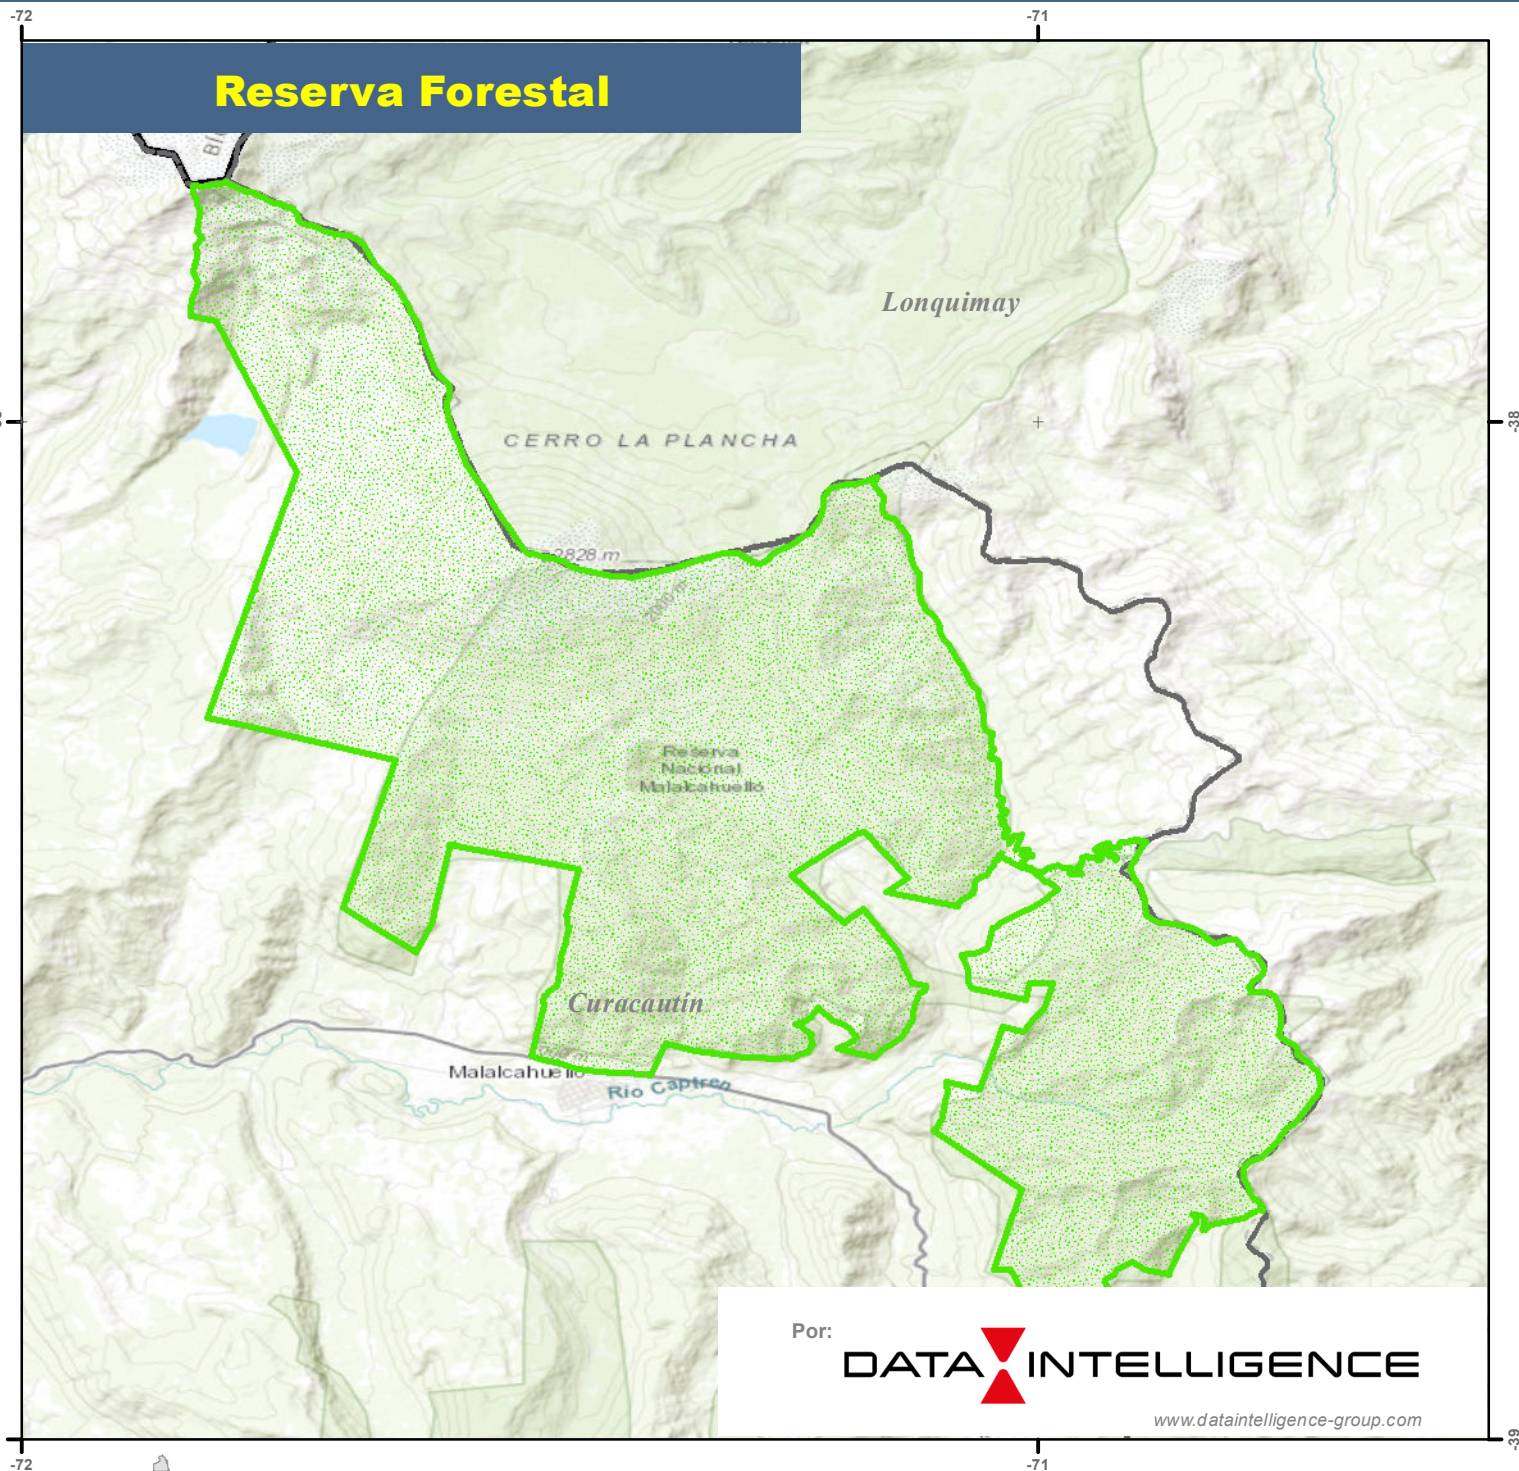 -72
-71
Reserva Forestal
Lonquimay
CERRO LA PLANCHA
-38
2828 m
Reserva
Nacional
Malalcahuello
Curacautín
Malalcahuello
Río Captren
Por:
DATA INTELLIGENCE
www.dataintelligence-group.com
-39
-72
-71